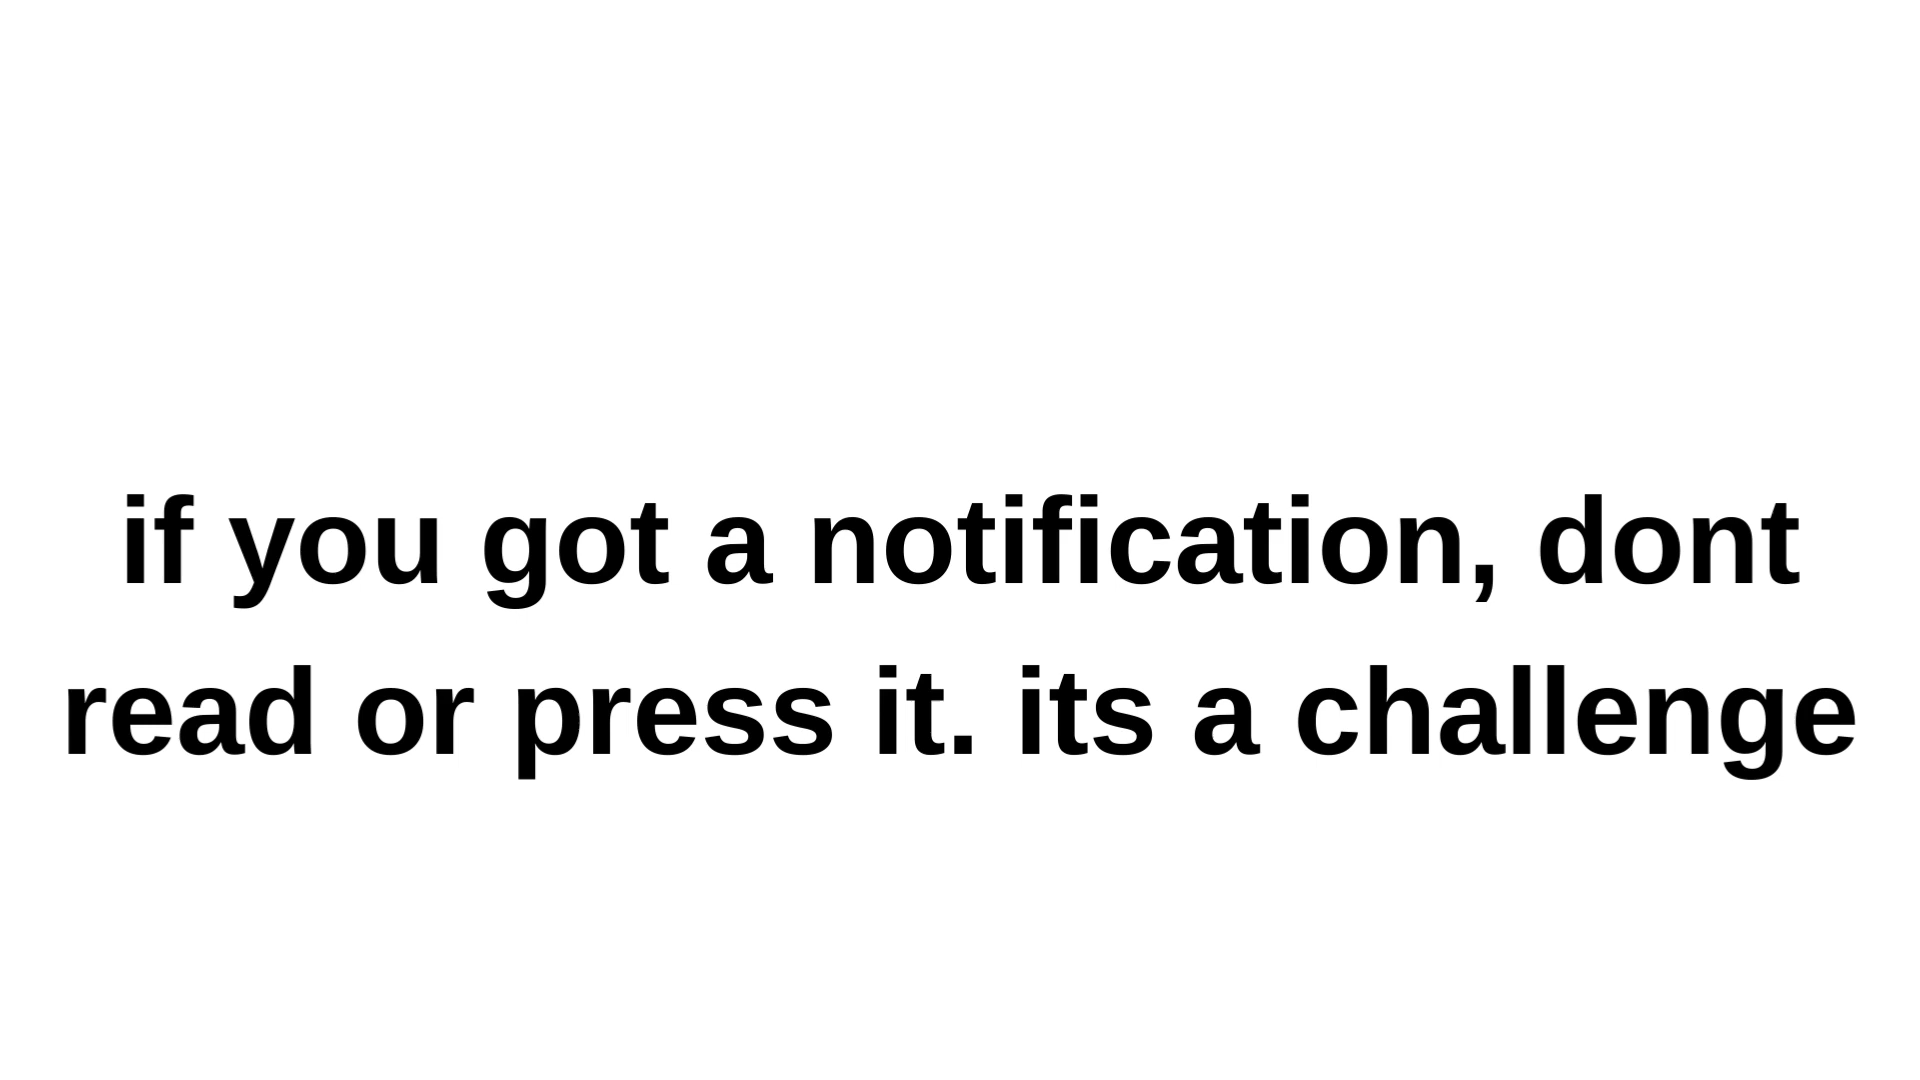 if you got a notification, dont
read or press it. its a challenge